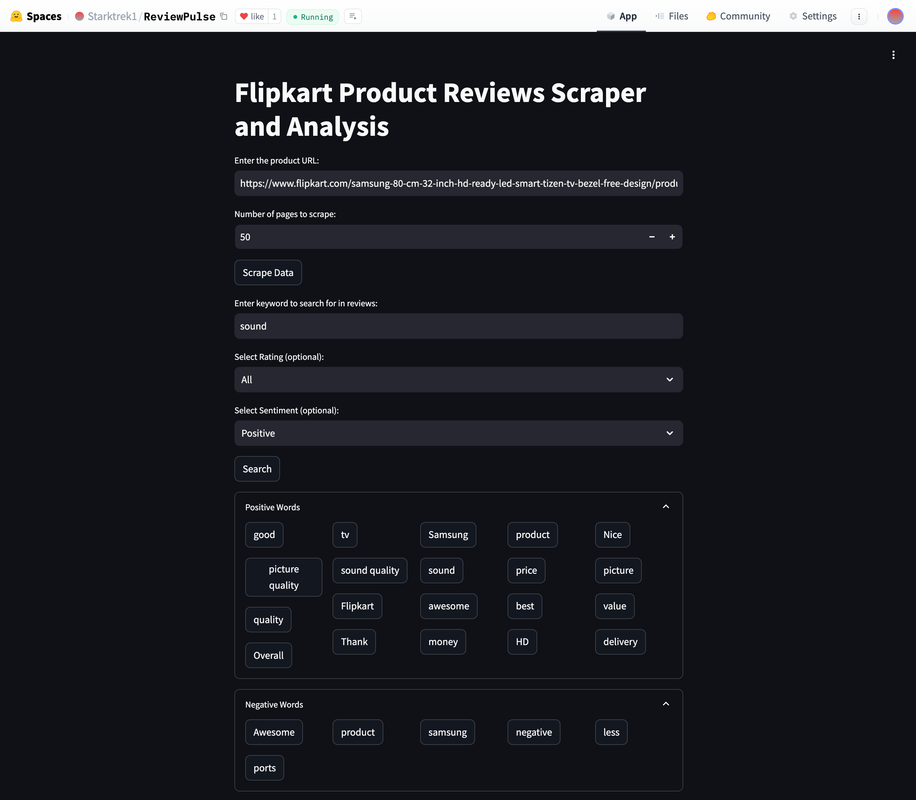 Spaces
Starktrek1/ReviewPulse
like 1
Running
App
Files
Community
Settings
Flipkart Product Reviews Scraper
and Analysis
Enter the product URL:
https://www.flipkart.com/samsung-80-cm-32-inch-hd-ready-led-smart-tizen-tv-bezel-free-design/produ
Number of pages to scrape:
50
Scrape Data
Enter keyword to search for in reviews:
sound
Select Rating (optional):
All
Select Sentiment (optional):
Positive
Search
Positive Words
good
tv
Samsung
product
Nice
picture
quality
sound quality
sound
price
picture
quality
Flipkart
awesome
best
value
Overall
Thank
money
HD
delivery
Negative Words
Awesome
product
samsung
negative
less
ports